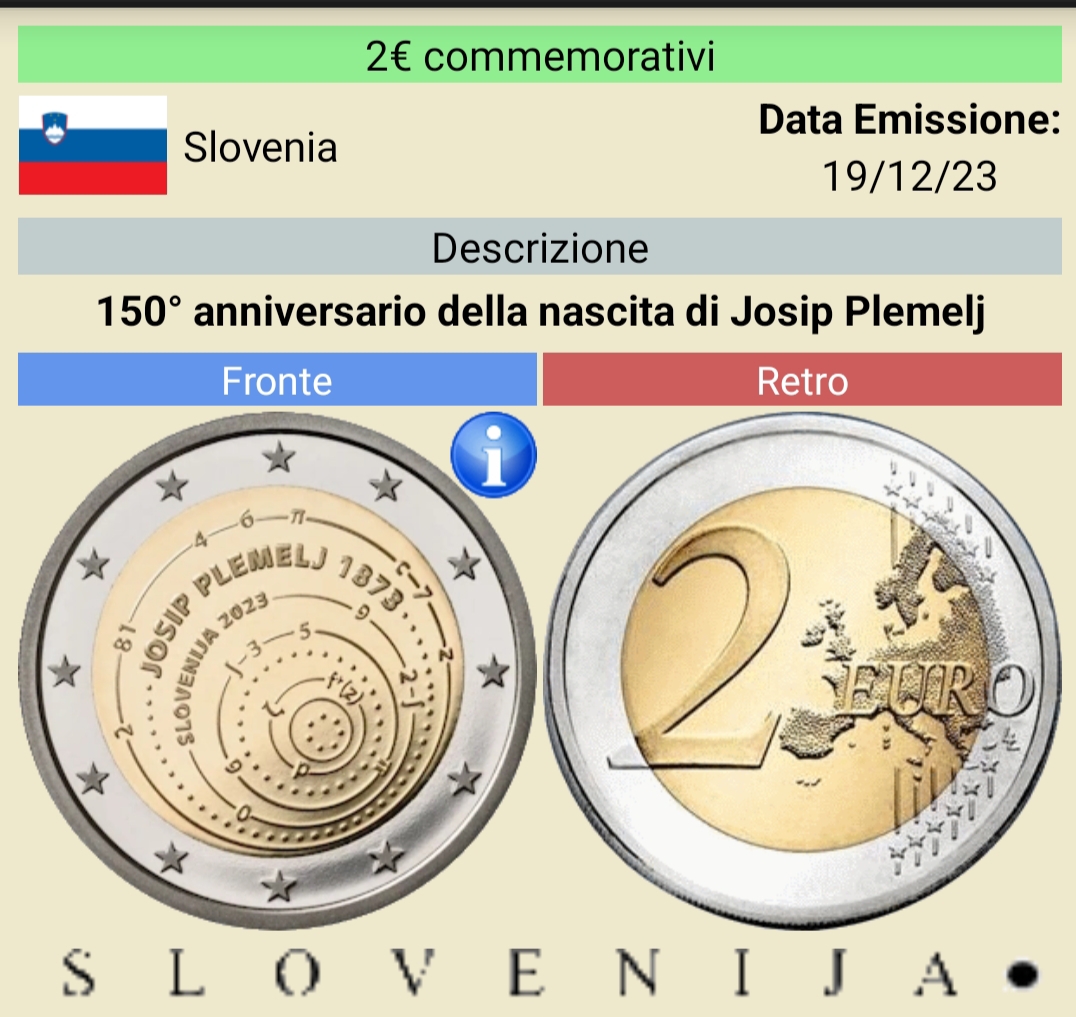 2€ commemorativi
Slovenia
Data Emissione:
19/12/23
Descrizione
150° anniversario della nascita di Josip Plemelj
Fronte
Retro
i
JOSIP PLEMELJ 1873
SLOVENIJA 2023
2 EURO
S L O V E N I J A •